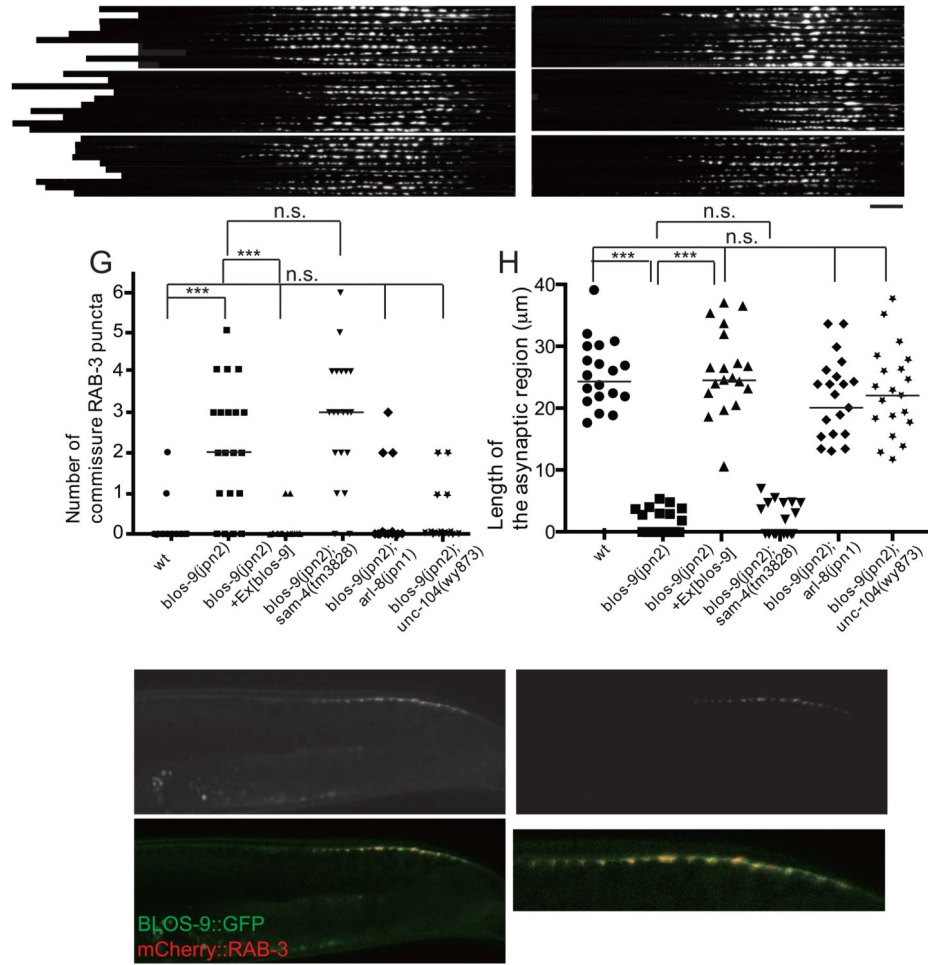 n.s.
n.s.
G
***
n.s.
***
Number of
commissure RAB-3 puncta
6
5
4
3
2
1
0
wt
blos-9(jpn2)
blos-9(jpn2)
+Ex[blos-9]
blos-9(jpn2);
sam-4(tm3828)
blos-9(jpn2);
arl-8(jpn1)
blos-9(jpn2);
unc-104(wy873)
H
n.s.
***
***
Length of
the asynaptic region (μm)
40
30
20
10
0
wt
blos-9(jpn2)
blos-9(jpn2)
+Ex[blos-9]
blos-9(jpn2);
sam-4(tm3828)
blos-9(jpn2);
arl-8(jpn1)
blos-9(jpn2);
unc-104(wy873)
BLOS-9::GFP
mCherry::RAB-3